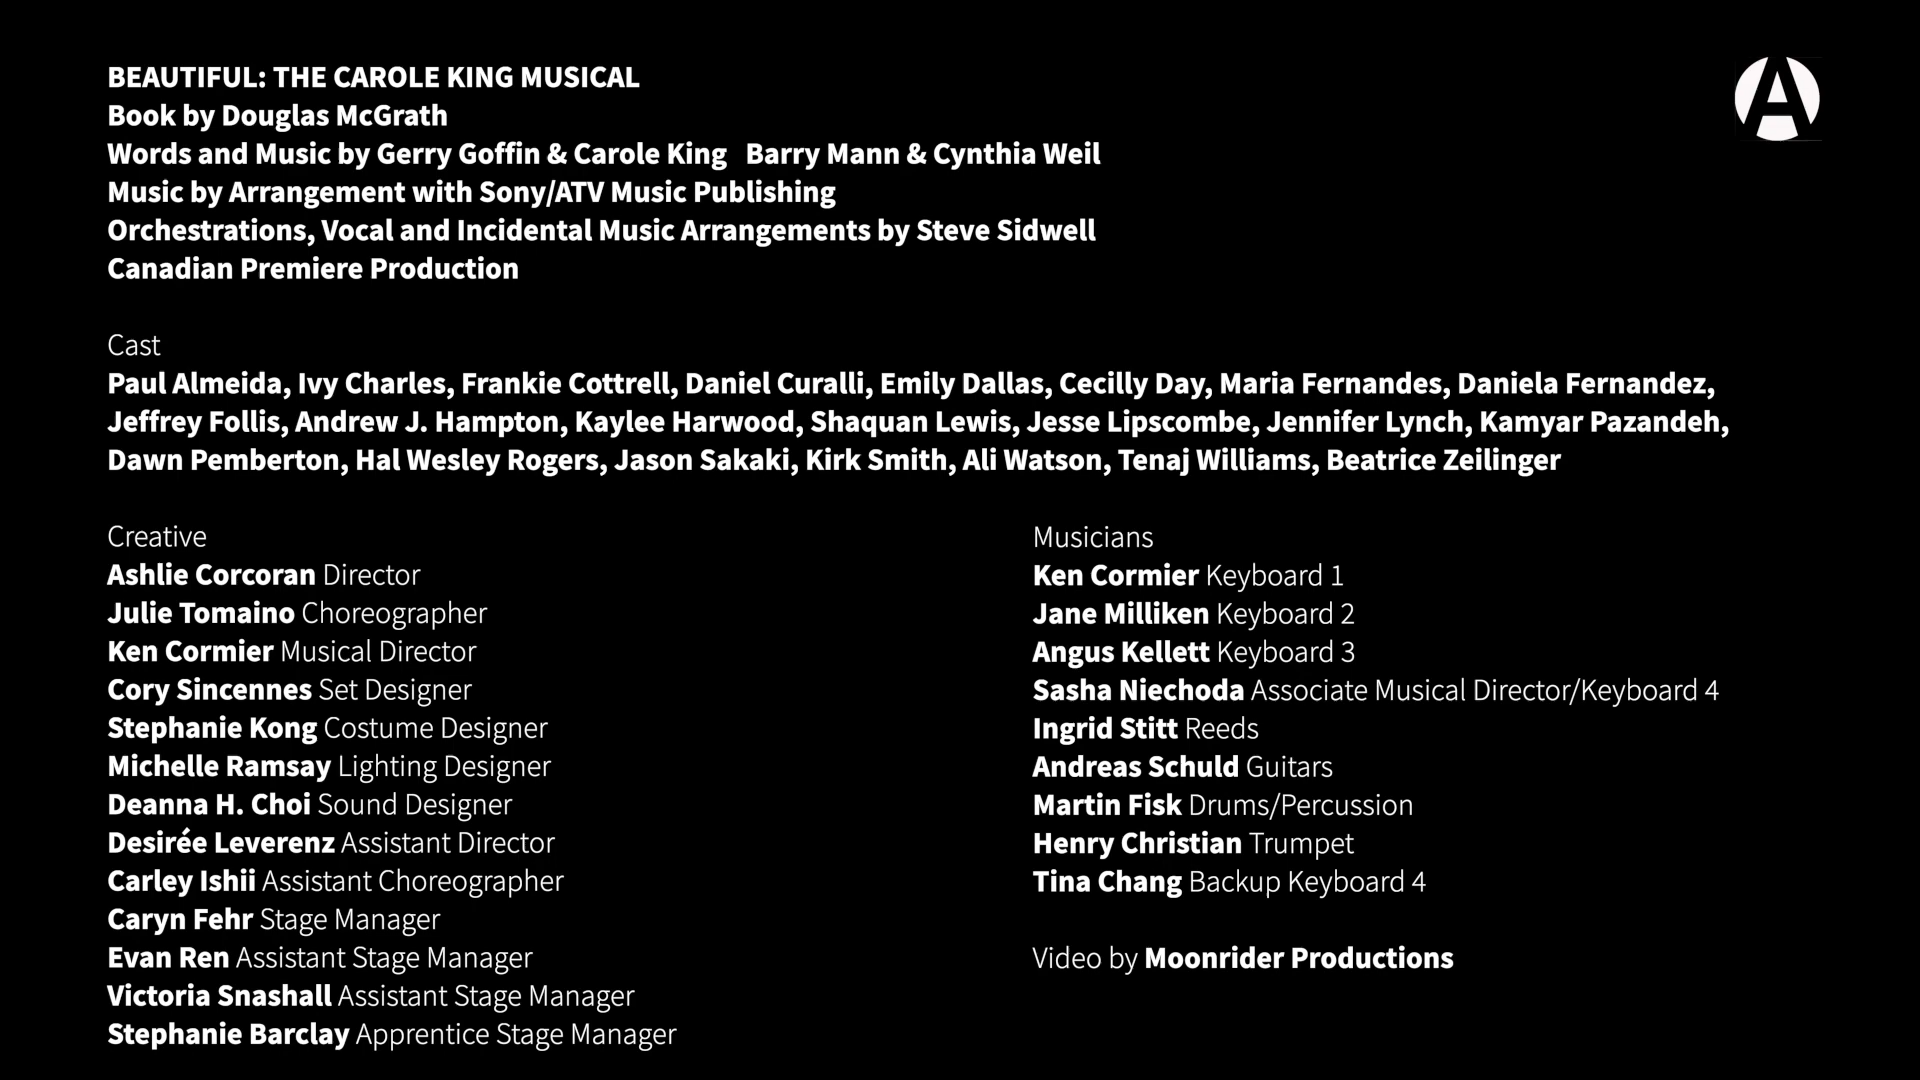 BEAUTIFUL: THE CAROLE KING MUSICAL
Book by Douglas McGrath
Words and Music by Gerry Goffin & Carole King   Barry Mann & Cynthia Weil
Music by Arrangement with Sony/ATV Music Publishing
Orchestrations, Vocal and Incidental Music Arrangements by Steve Sidwell
Canadian Premiere Production
A
Cast
Paul Almeida, Ivy Charles, Frankie Cottrell, Daniel Curalli, Emily Dallas, Cecilly Day, Maria Fernandes, Daniela Fernandez,
Jeffrey Follis, Andrew J. Hampton, Kaylee Harwood, Shaquan Lewis, Jesse Lipscombe, Jennifer Lynch, Kamyar Pazandeh,
Dawn Pemberton, Hal Wesley Rogers, Jason Sakaki, Kirk Smith, Ali Watson, Tenaj Williams, Beatrice Zeilinger
Creative
Ashlie Corcoran Director
Julie Tomaino Choreographer
Ken Cormier Musical Director
Cory Sincennes Set Designer
Stephanie Kong Costume Designer
Michelle Ramsay Lighting Designer
Deanna H. Choi Sound Designer
Desirée Leverenz Assistant Director
Carley Ishii Assistant Choreographer
Caryn Fehr Stage Manager
Evan Ren Assistant Stage Manager
Victoria Snashall Assistant Stage Manager
Stephanie Barclay Apprentice Stage Manager
Musicians
Ken Cormier Keyboard 1
Jane Milliken Keyboard 2
Angus Kellett Keyboard 3
Sasha Niechoda Associate Musical Director/Keyboard 4
Ingrid Stitt Reeds
Andreas Schuld Guitars
Martin Fisk Drums/Percussion
Henry Christian Trumpet
Tina Chang Backup Keyboard 4
Video by Moonrider Productions